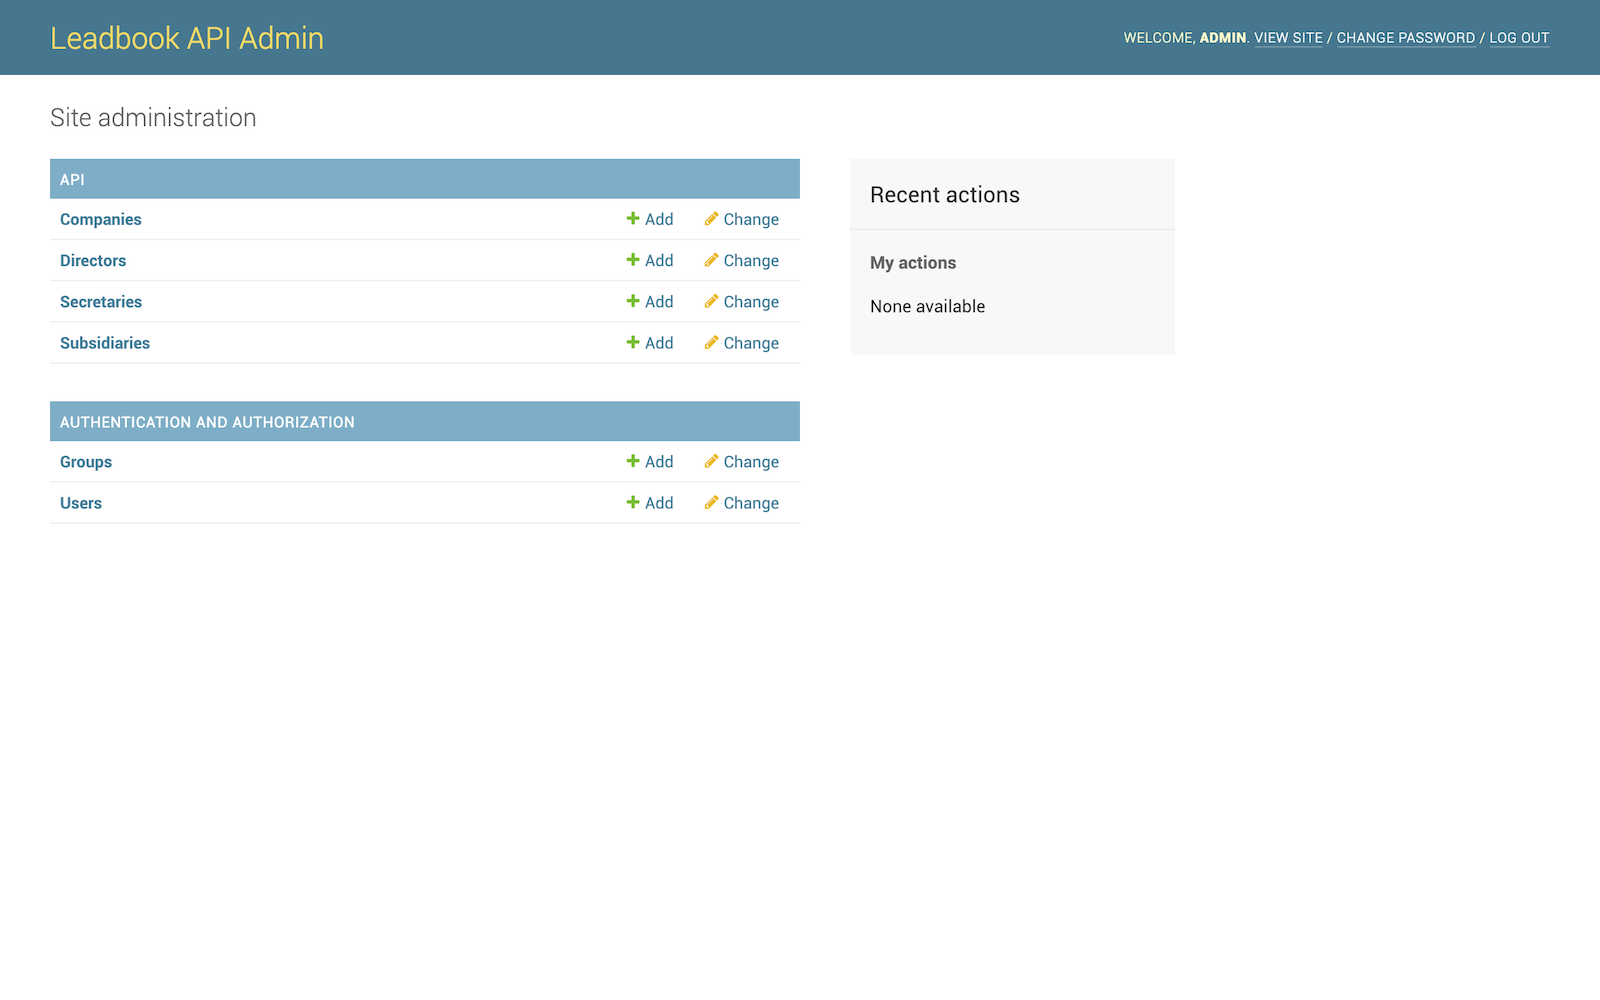 Leadbook API Admin
WELCOME, ADMIN. VIEW SITE / CHANGE PASSWORD / LOG OUT
Site administration
API
Companies Add Change
Directors Add Change
Secretaries Add Change
Subsidiaries Add Change
AUTHENTICATION AND AUTHORIZATION
Groups Add Change
Users Add Change
Recent actions
My actions
None available